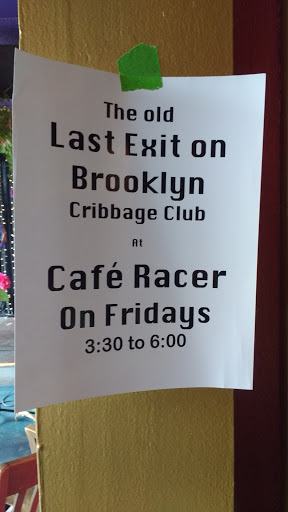 The old
Last Exit on
Brooklyn
Cribbage Club
At
Café Racer
On Fridays
3:30 to 6:00